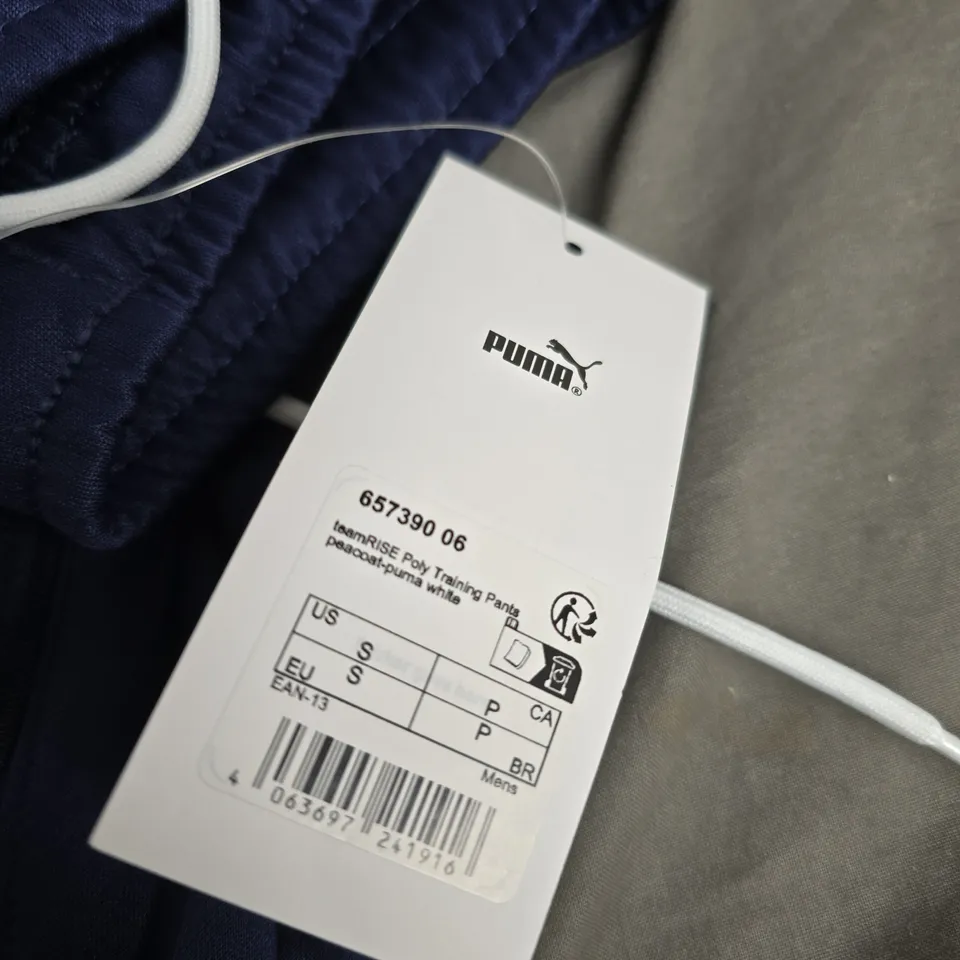 PUMA®
657390 06
teamRISE Poly Training Pants
peacoat-puma white
US S P CA
EU S P BR
EAN-13
Mens
4 063697 241916